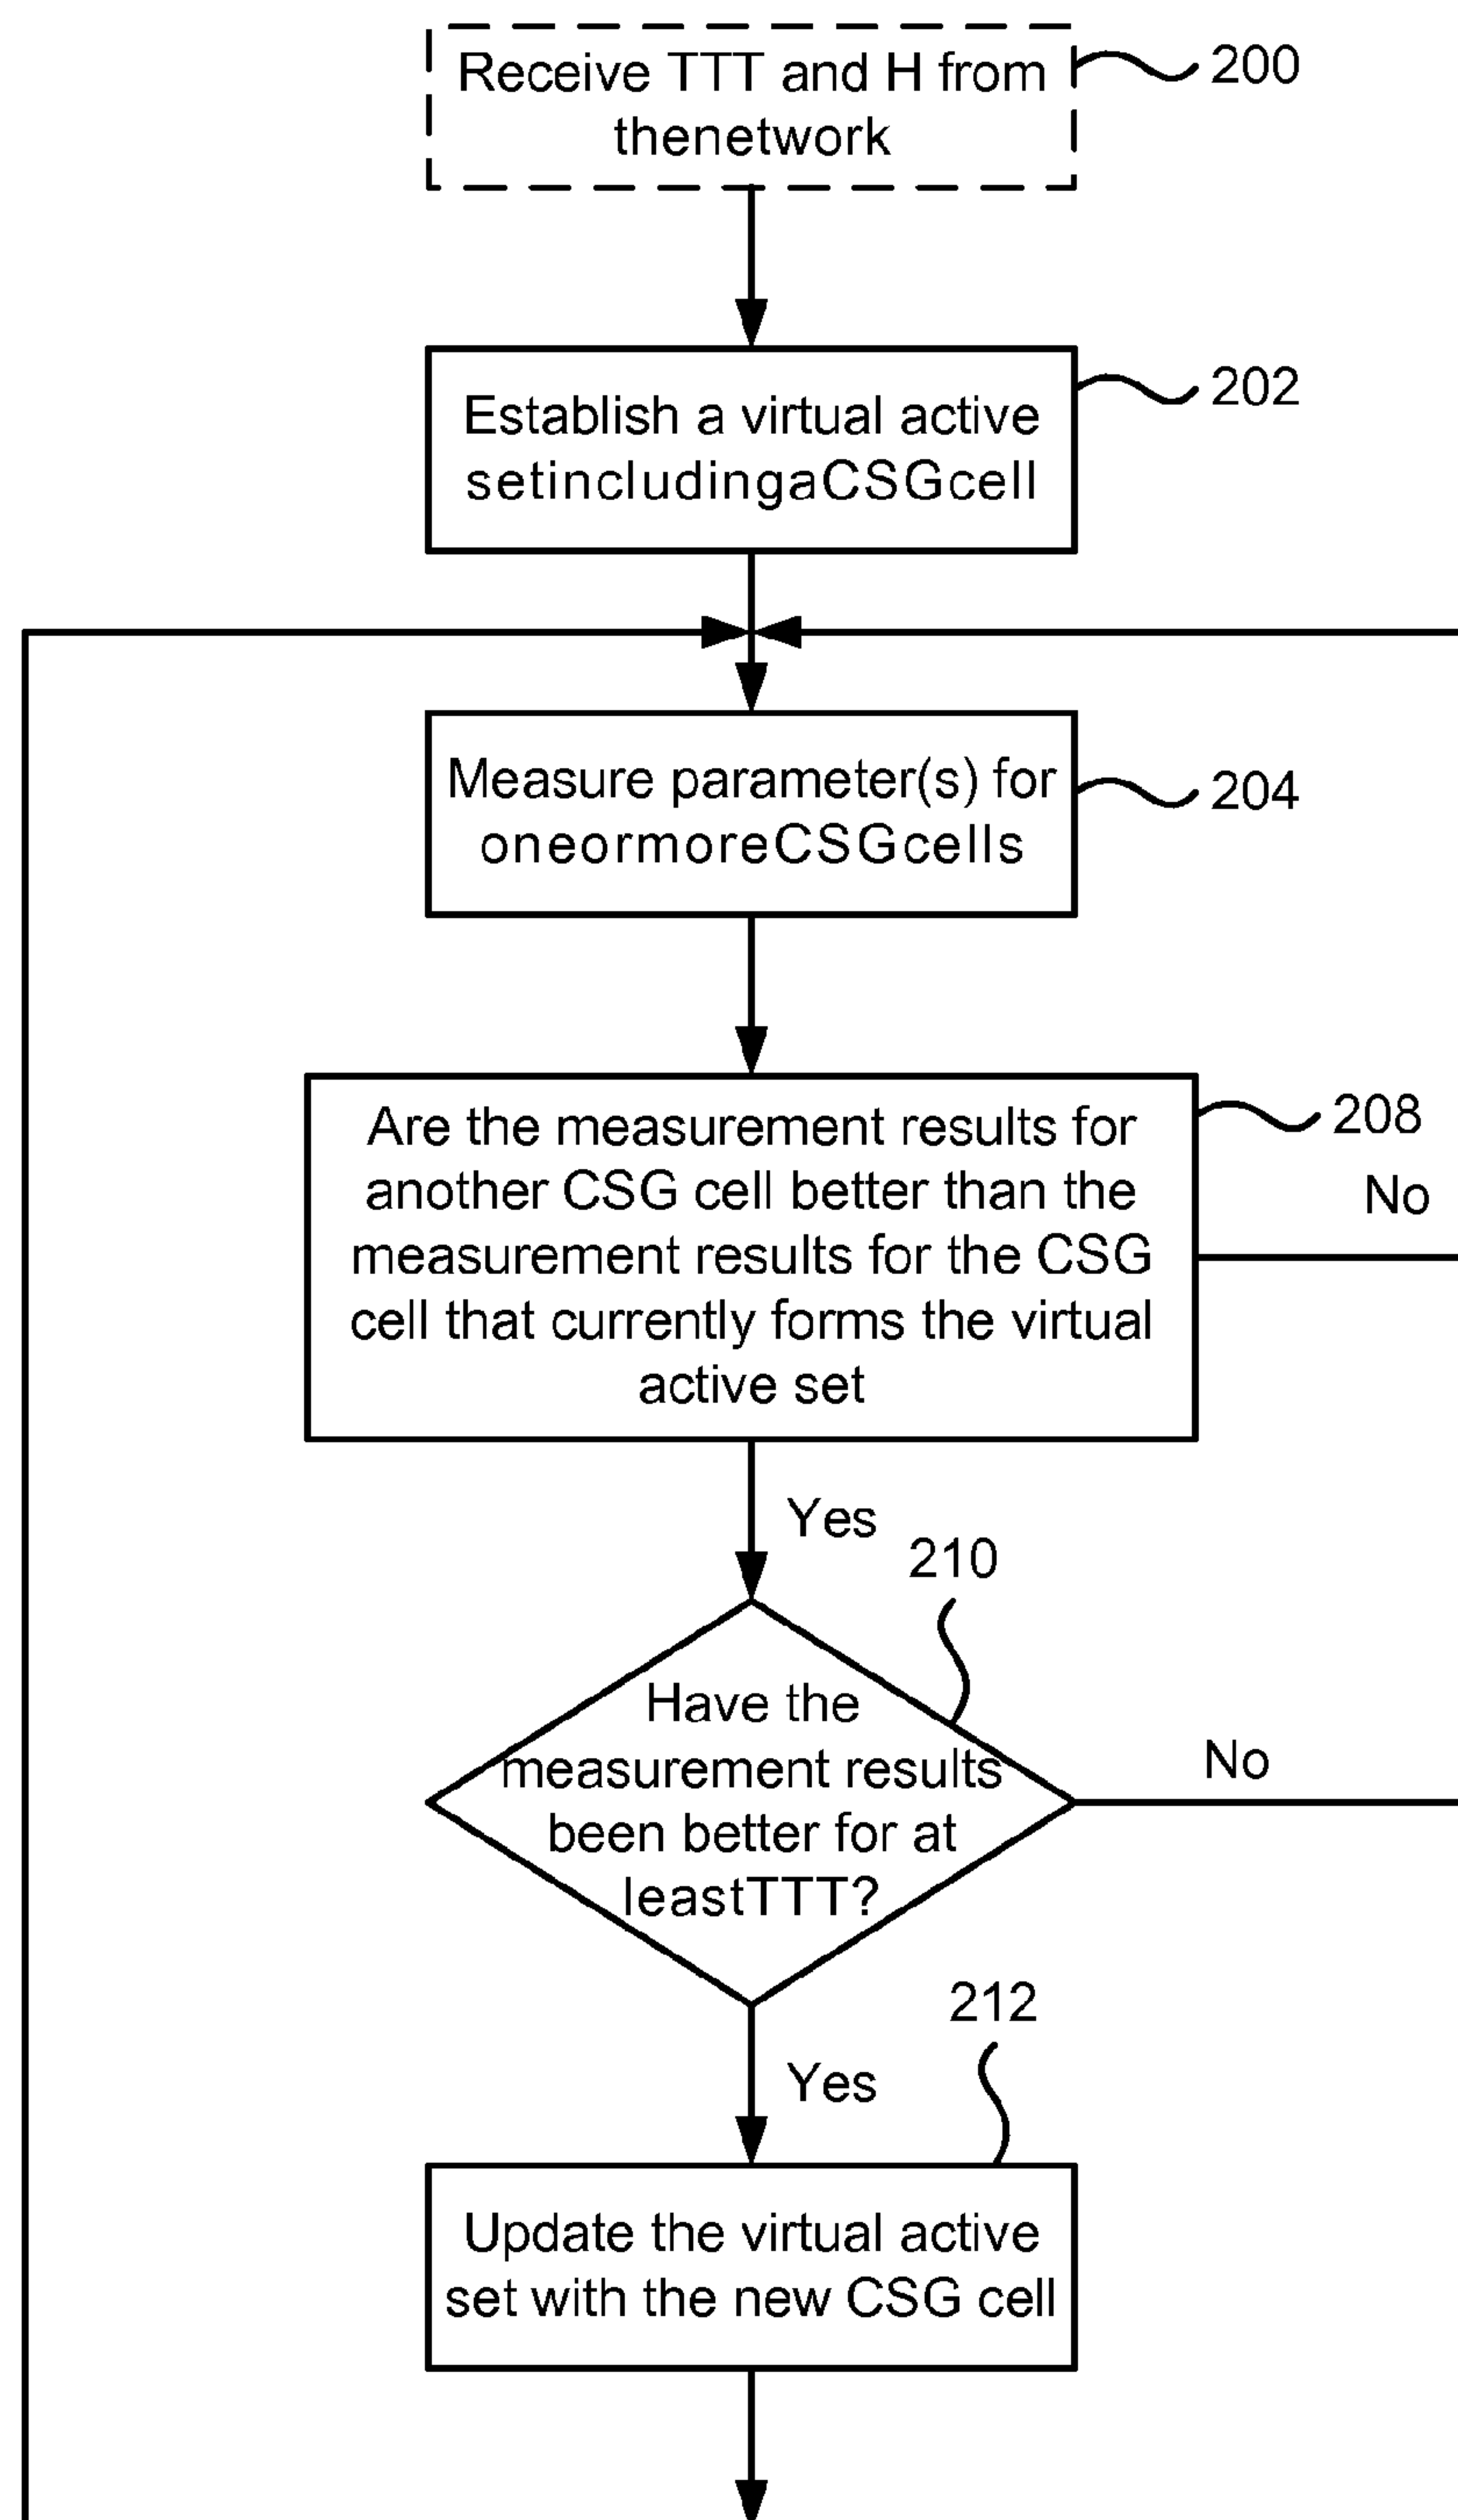 Receive TTT and H from
thenetwork
200
Establish a virtual active
setincludingaCSGcell
202
Measure parameter(s) for
oneormoreCSGcells
204
Are the measurement results for
another CSG cell better than the
measurement results for the CSG
cell that currently forms the virtual
active set
208
No
Yes
210
Have the
measurement results
been better for at
leastTTT?
No
212
Yes
Update the virtual active
set with the new CSG cell